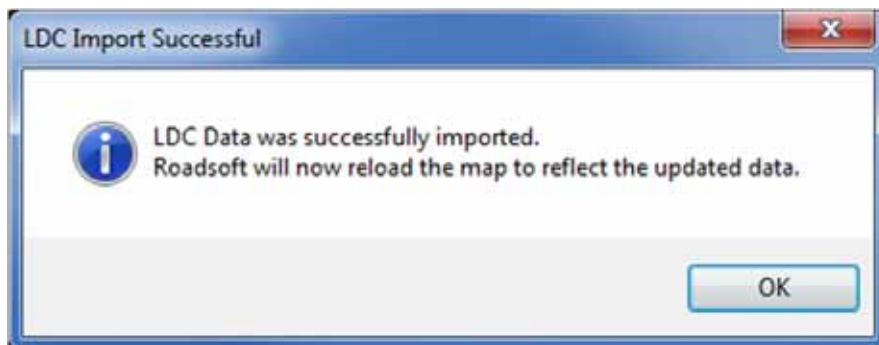 LDC Import Successful
LDC Data was successfully imported.
Roadsoft will now reload the map to reflect the updated data.
OK